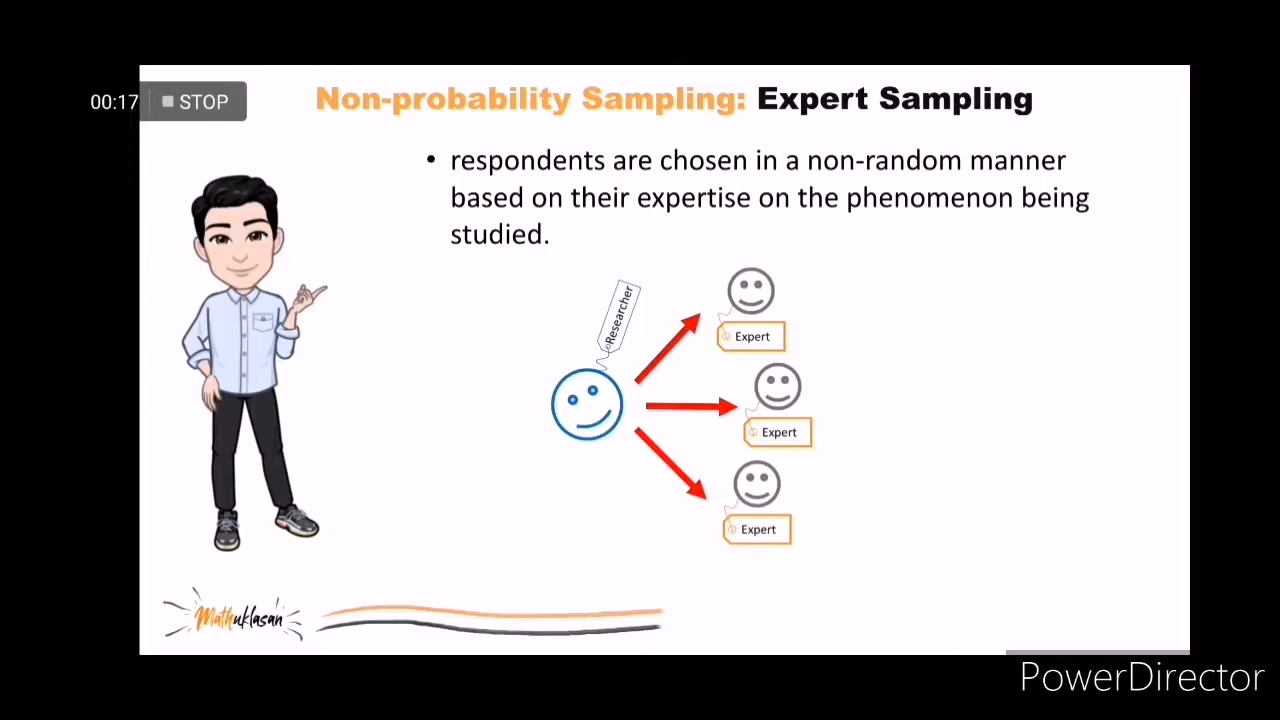 00:17 STOP
Non-probability Sampling: Expert Sampling
• respondents are chosen in a non-random manner
based on their expertise on the phenomenon being
studied.
Researcher
Expert
Expert
Expert
Mathuklasan
PowerDirector